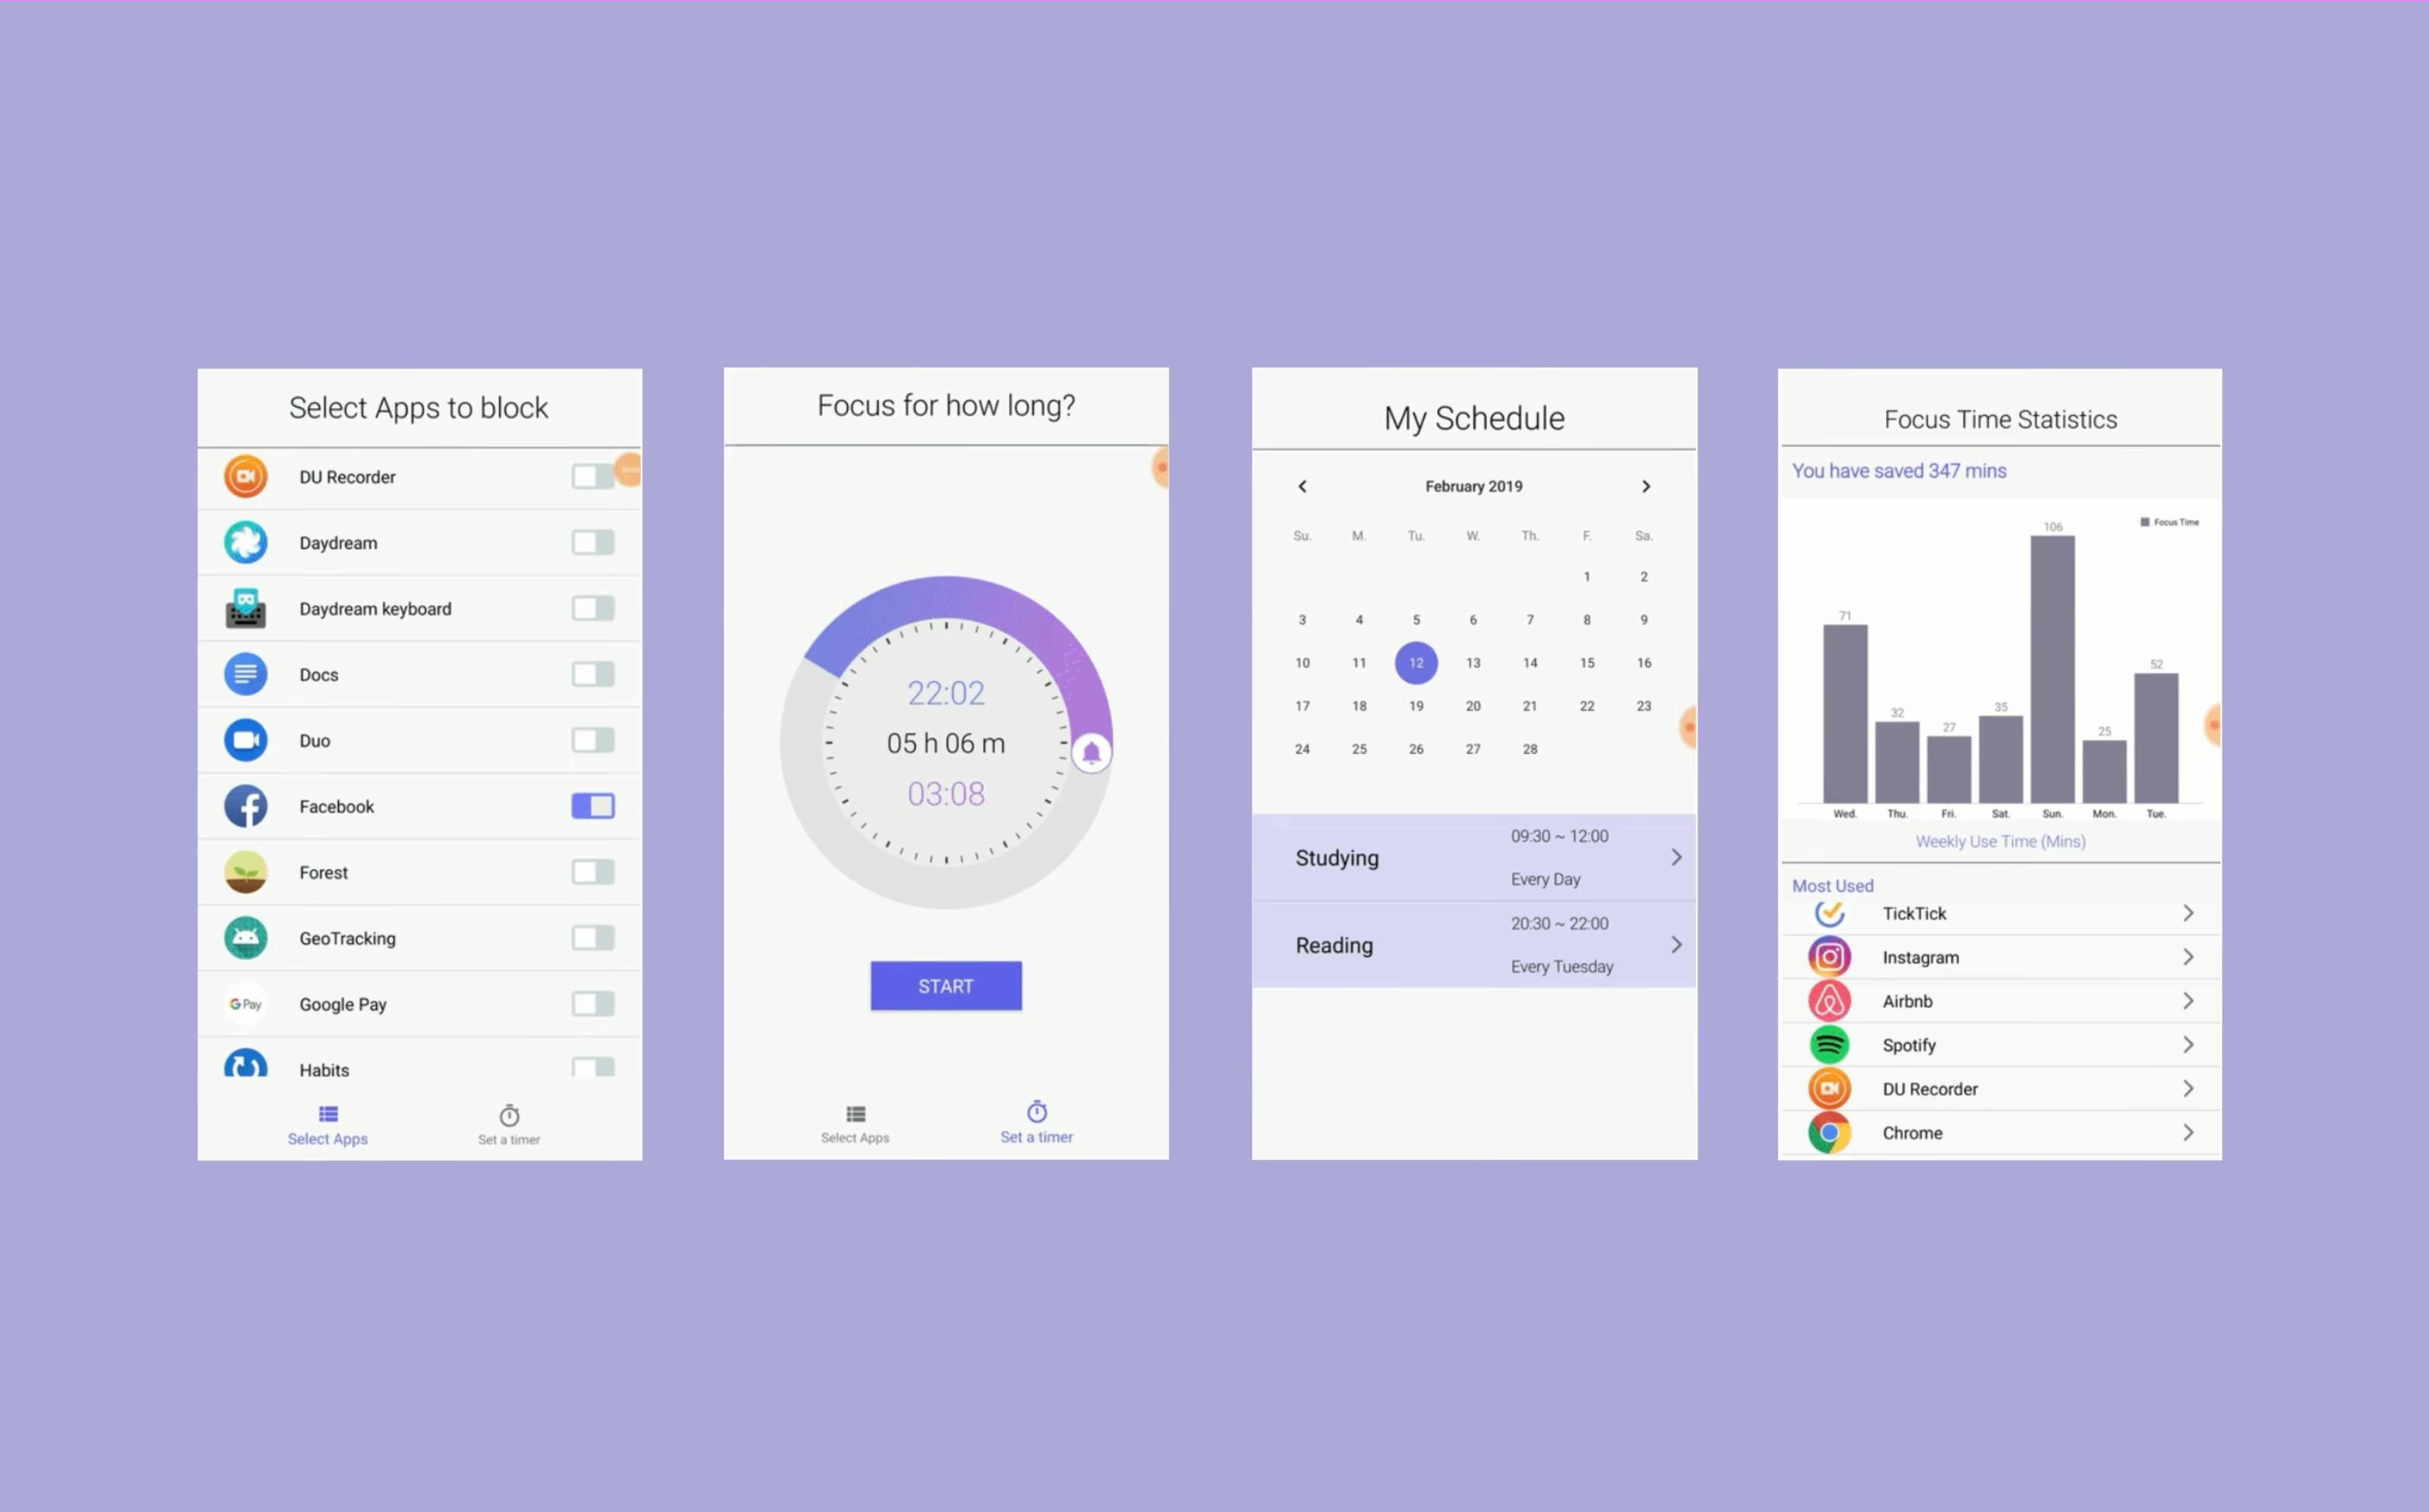 Select Apps to block
DU Recorder
Daydream
Daydream keyboard
Docs
Duo
Facebook
Forest
GeoTracking
G Pay
Google Pay
Habits
Select Apps
Set a timer
Focus for how long?
22:02
05 h 06 m
03:08
START
Select Apps
Set a timer
My Schedule
February 2019
Su. M. Tu. W. Th. F. Sa.
1 2
3 4 5 6 7 8 9
10 11 12 13 14 15 16
17 18 19 20 21 22 23
24 25 26 27 28
Studying
09:30 ~ 12:00
Every Day
Reading
20:30 ~ 22:00
Every Tuesday
Focus Time Statistics
You have saved 347 mins
Focus Time
71 32 27 35 106 25 52
Wed. Thu. Fri. Sat. Sun. Mon. Tue.
Weekly Use Time (Mins)
Most Used
TickTick
Instagram
Airbnb
Spotify
DU Recorder
Chrome